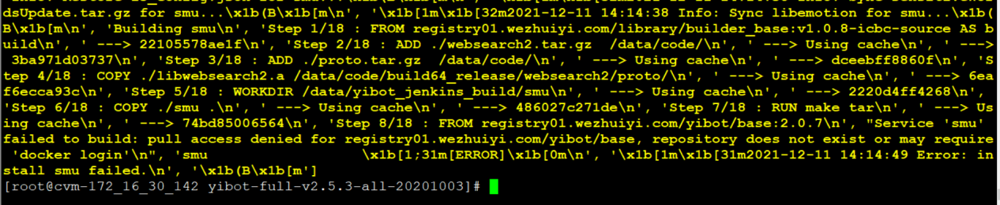 dsUpdate.tar.gz for smu...\x1b(B\x1b[m\n', '\x1b[1m\x1b[32m2021-12-11 14:14:38 Info: Sync libemotion for smu...\x1b(
B\x1b[m\n', 'Building smu\n', 'Step 1/18 : FROM registry01.wezhuiyi.com/library/builder_base:v1.0.8-icbc-source AS b
uild\n', ' ---> 22105578ae1f\n', 'Step 2/18 : ADD ./websearch2.tar.gz  /data/code/\n', ' ---> Using cache\n', ' --->
 3ba971d03737\n', 'Step 3/18 : ADD ./proto.tar.gz  /data/code/\n', ' ---> Using cache\n', ' ---> dceebff8860f\n', 'S
tep 4/18 : COPY ./libwebsearch2.a /data/code/build64_release/websearch2/proto/\n', ' ---> Using cache\n', ' ---> 6ea
f6ecca93c\n', 'Step 5/18 : WORKDIR /data/yibot_jenkins_build/smu\n', ' ---> Using cache\n', ' ---> 2220d4ff4268\n',
'Step 6/18 : COPY ./smu .\n', ' ---> Using cache\n', ' ---> 486027c271de\n', 'Step 7/18 : RUN make tar\n', ' ---> Us
ing cache\n', ' ---> 74bd85006564\n', 'Step 8/18 : FROM registry01.wezhuiyi.com/yibot/base:2.0.7\n', "Service 'smu'
failed to build: pull access denied for registry01.wezhuiyi.com/yibot/base, repository does not exist or may require
 'docker login'\n", 'smu                  \x1b[1;31m[ERROR]\x1b[0m\n', '\x1b[1m\x1b[31m2021-12-11 14:14:49 Error: in
stall smu failed.\n', '\x1b(B\x1b[m']
[root@cvm-172_16_30_142 yibot-full-v2.5.3-all-20201003]#